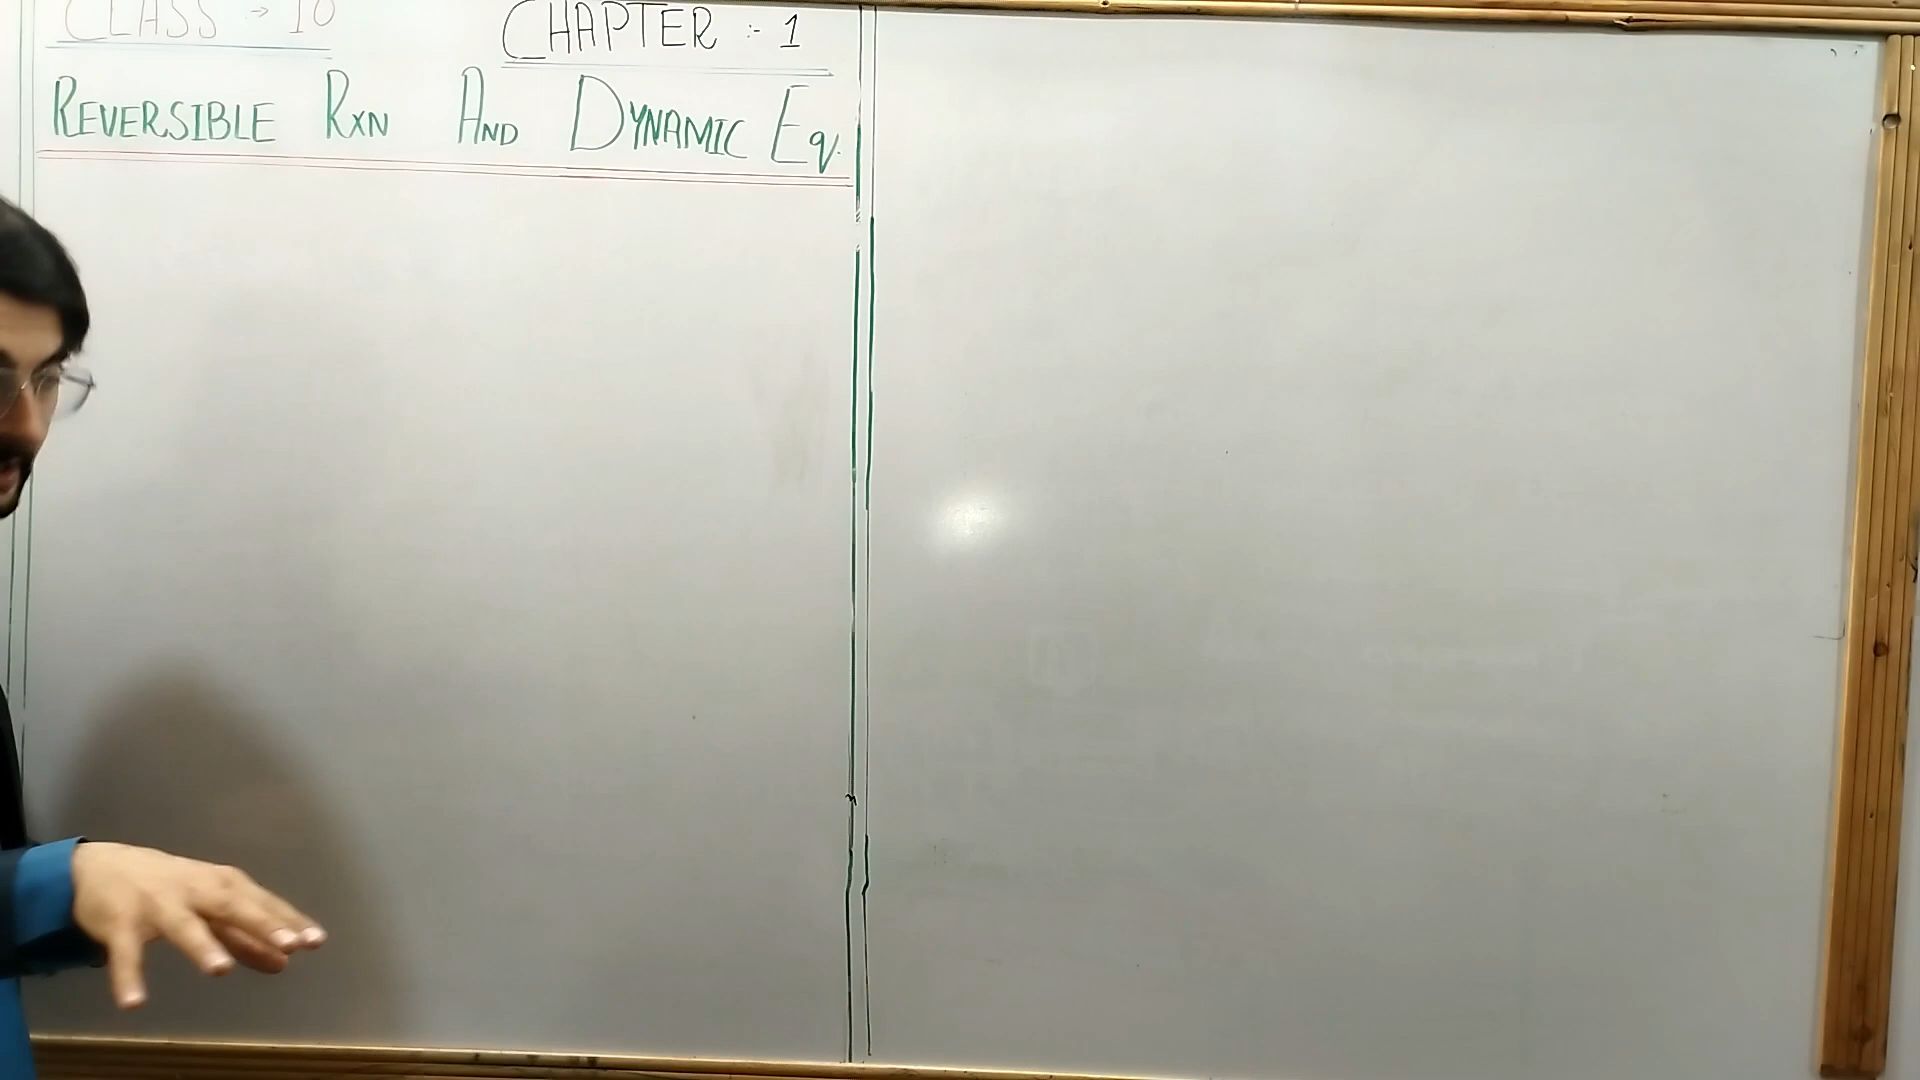 CLASS :- 10
CHAPTER :- 1
REVERSIBLE RXN AND DYNAMIC Eq.